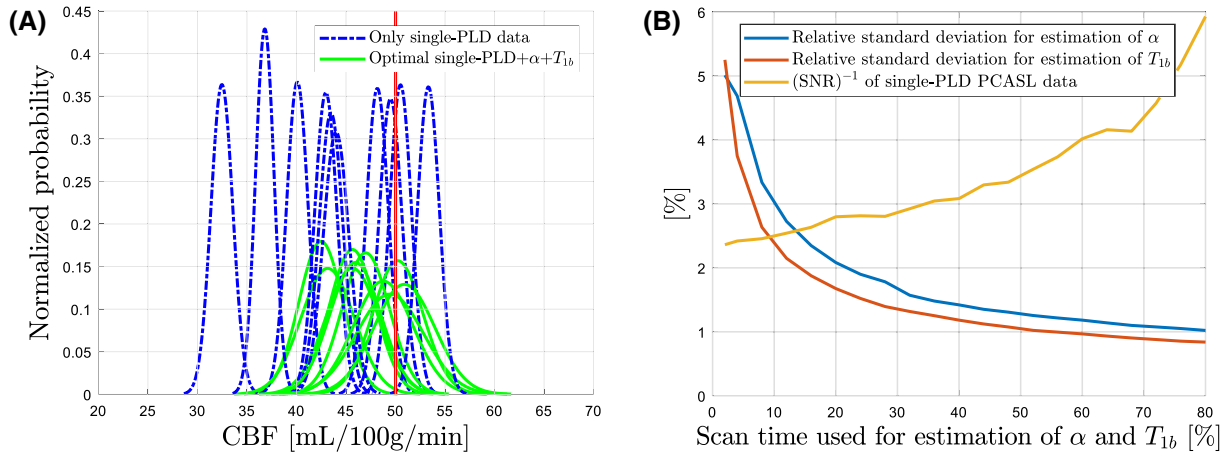 (A)
Normalized probability
0.45
0.4
0.35
0.3
0.25
0.2
0.15
0.1
0.05
0
Only single-PLD data
Optimal single-PLD+α+T1b
20 25 30 35 40 45 50 55 60 65 70
CBF [mL/100g/min]
(B)
[%]
6
5
4
3
2
1
0
Relative standard deviation for estimation of α
Relative standard deviation for estimation of T1b
(SNR)−1 of single-PLD PCASL data
0 10 20 30 40 50 60 70 80
Scan time used for estimation of α and T1b [%]